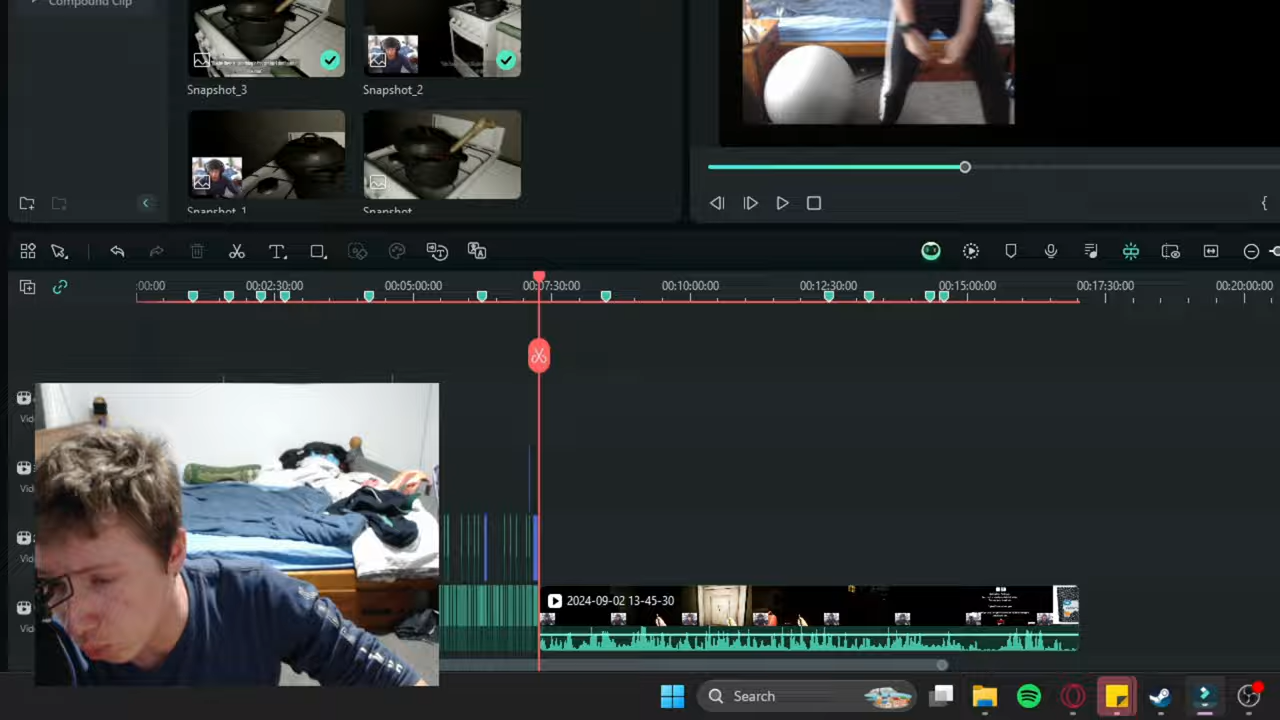 Compound Clip
Snapshot_3
Snapshot_2
Snapshot_1
Snapshot
:00:00
00:02:30:00
00:05:00:00
00:07:30:00
00:10:00:00
00:12:30:00
00:15:00:00
00:17:30:00
00:20:00:00
Vid
Vid
Vid
2024-09-02 13-45-30
Vid
Search